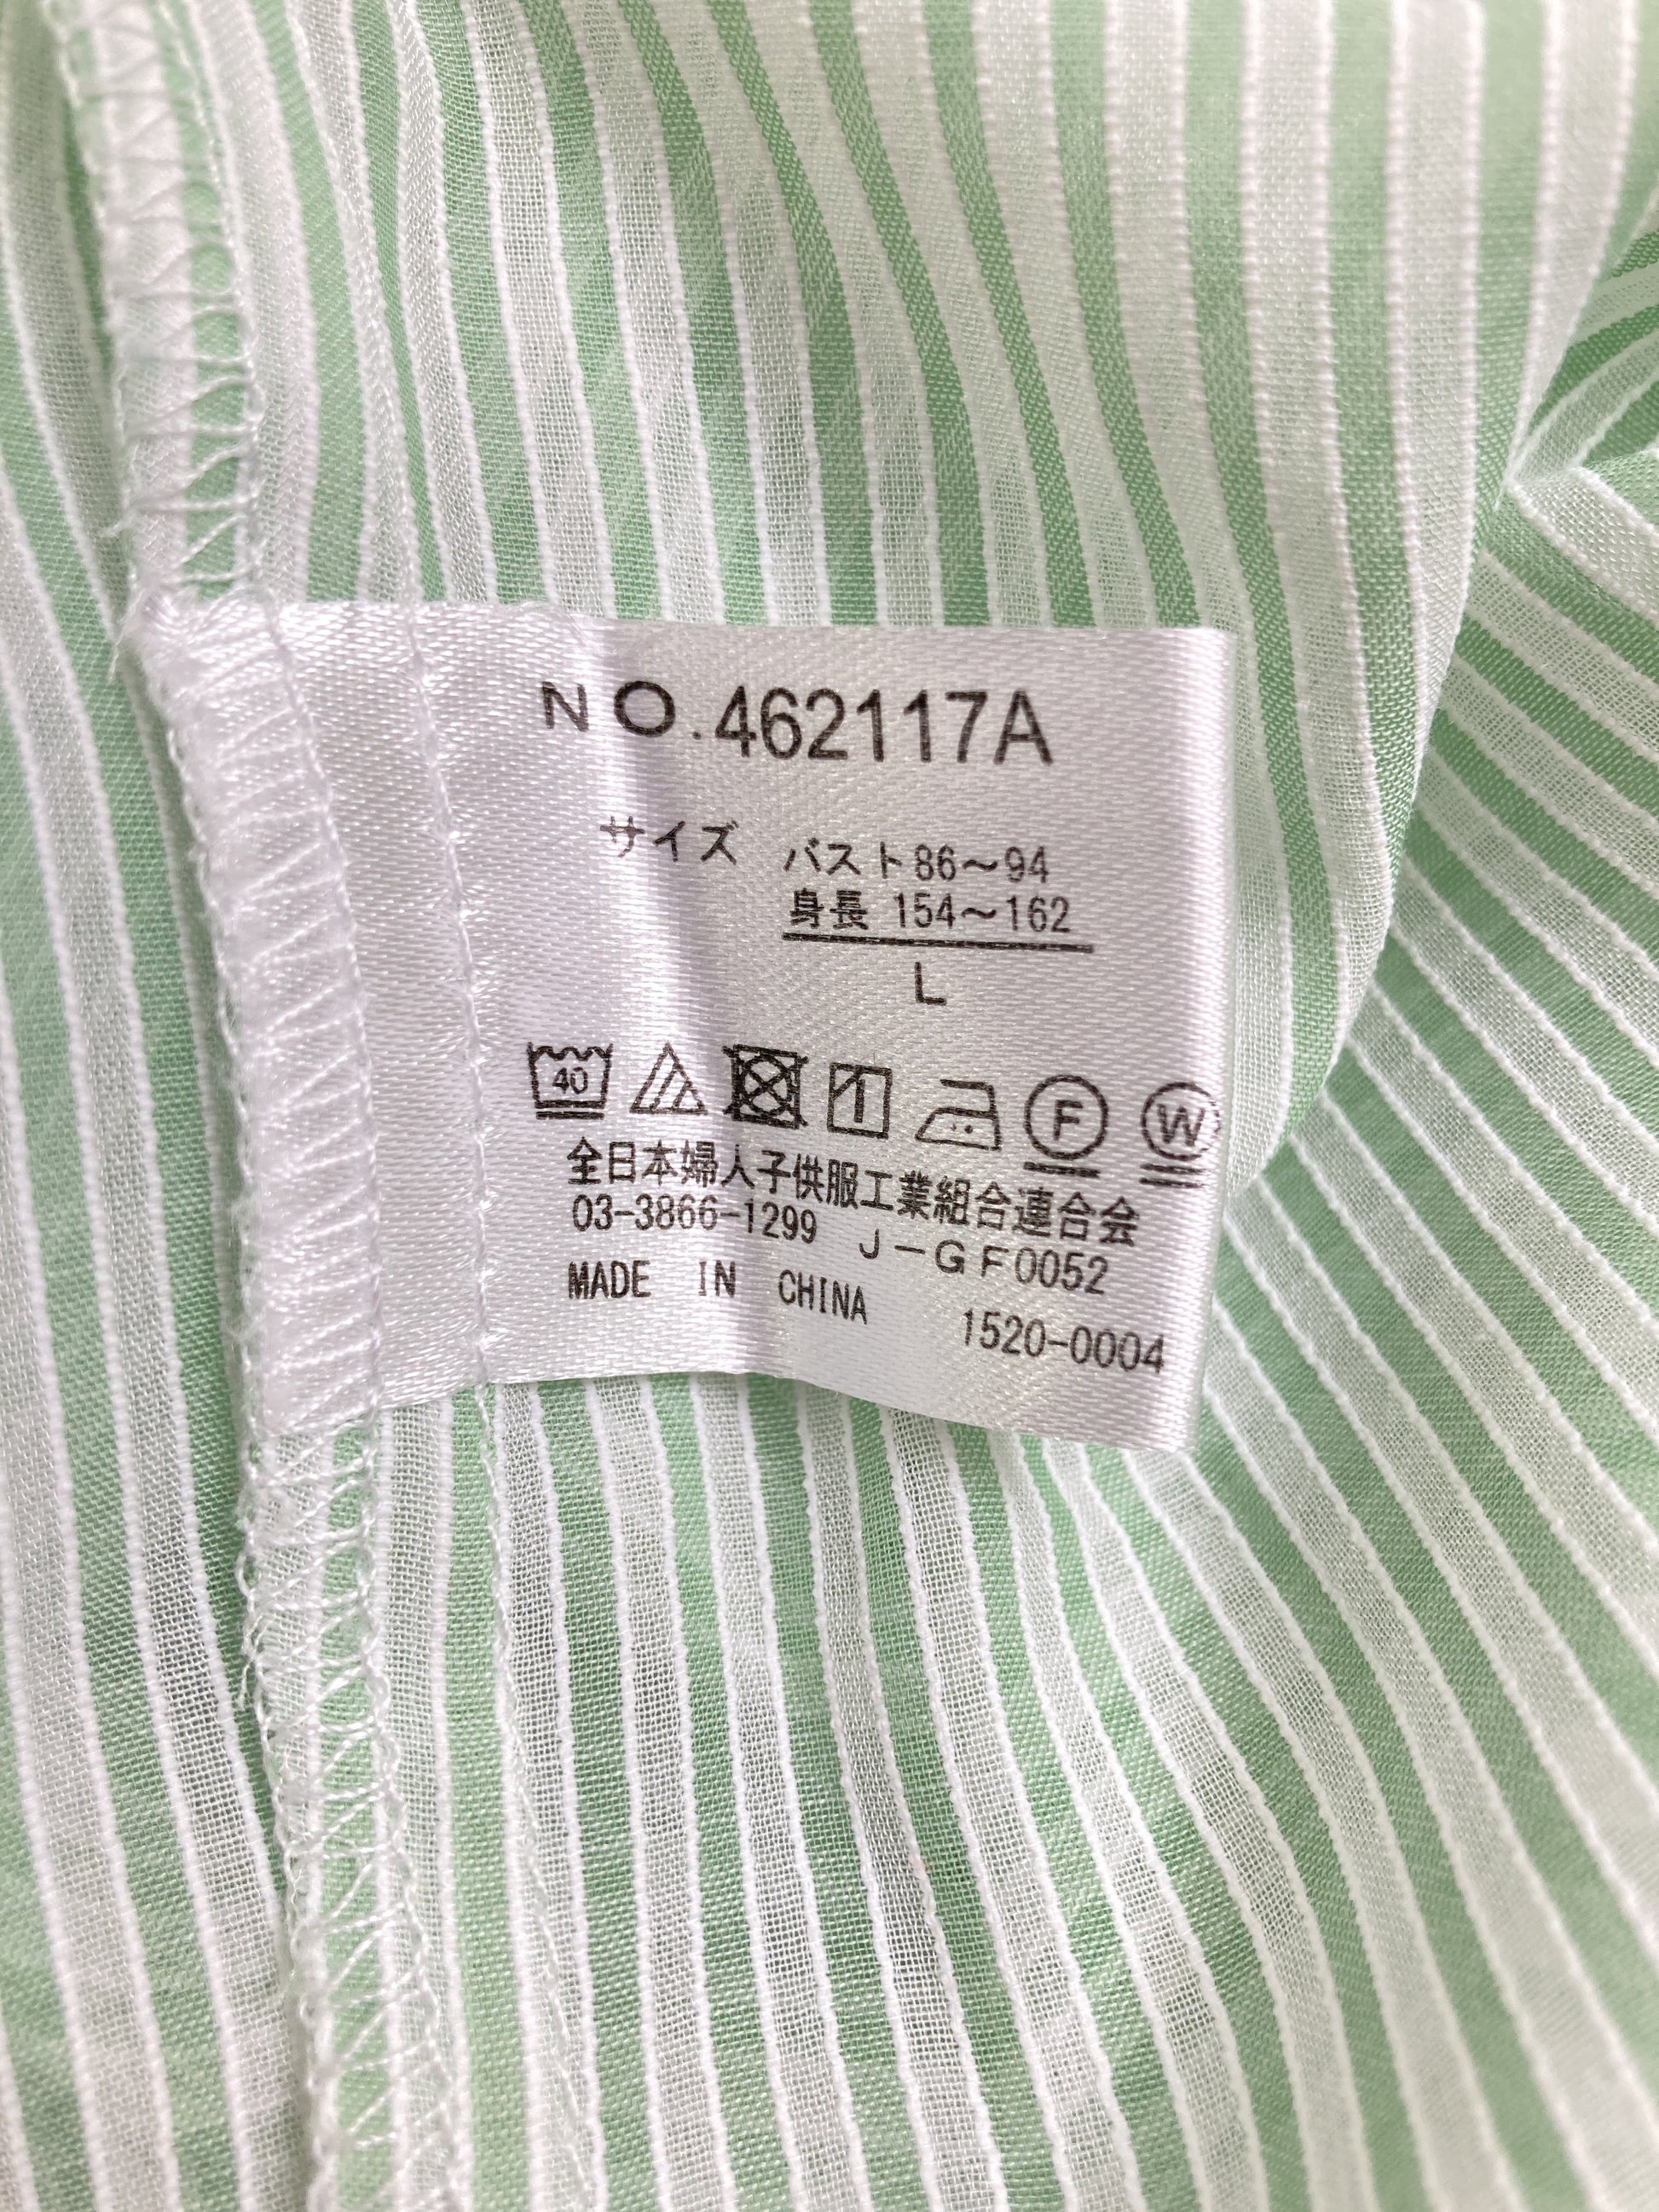 NO.462117A
サイズ バスト86～94
身長 154～162
L
40 F W
全日本婦人子供服工業組合連合会
03-3866-1299 J-GF0052
MADE IN CHINA 1520-0004